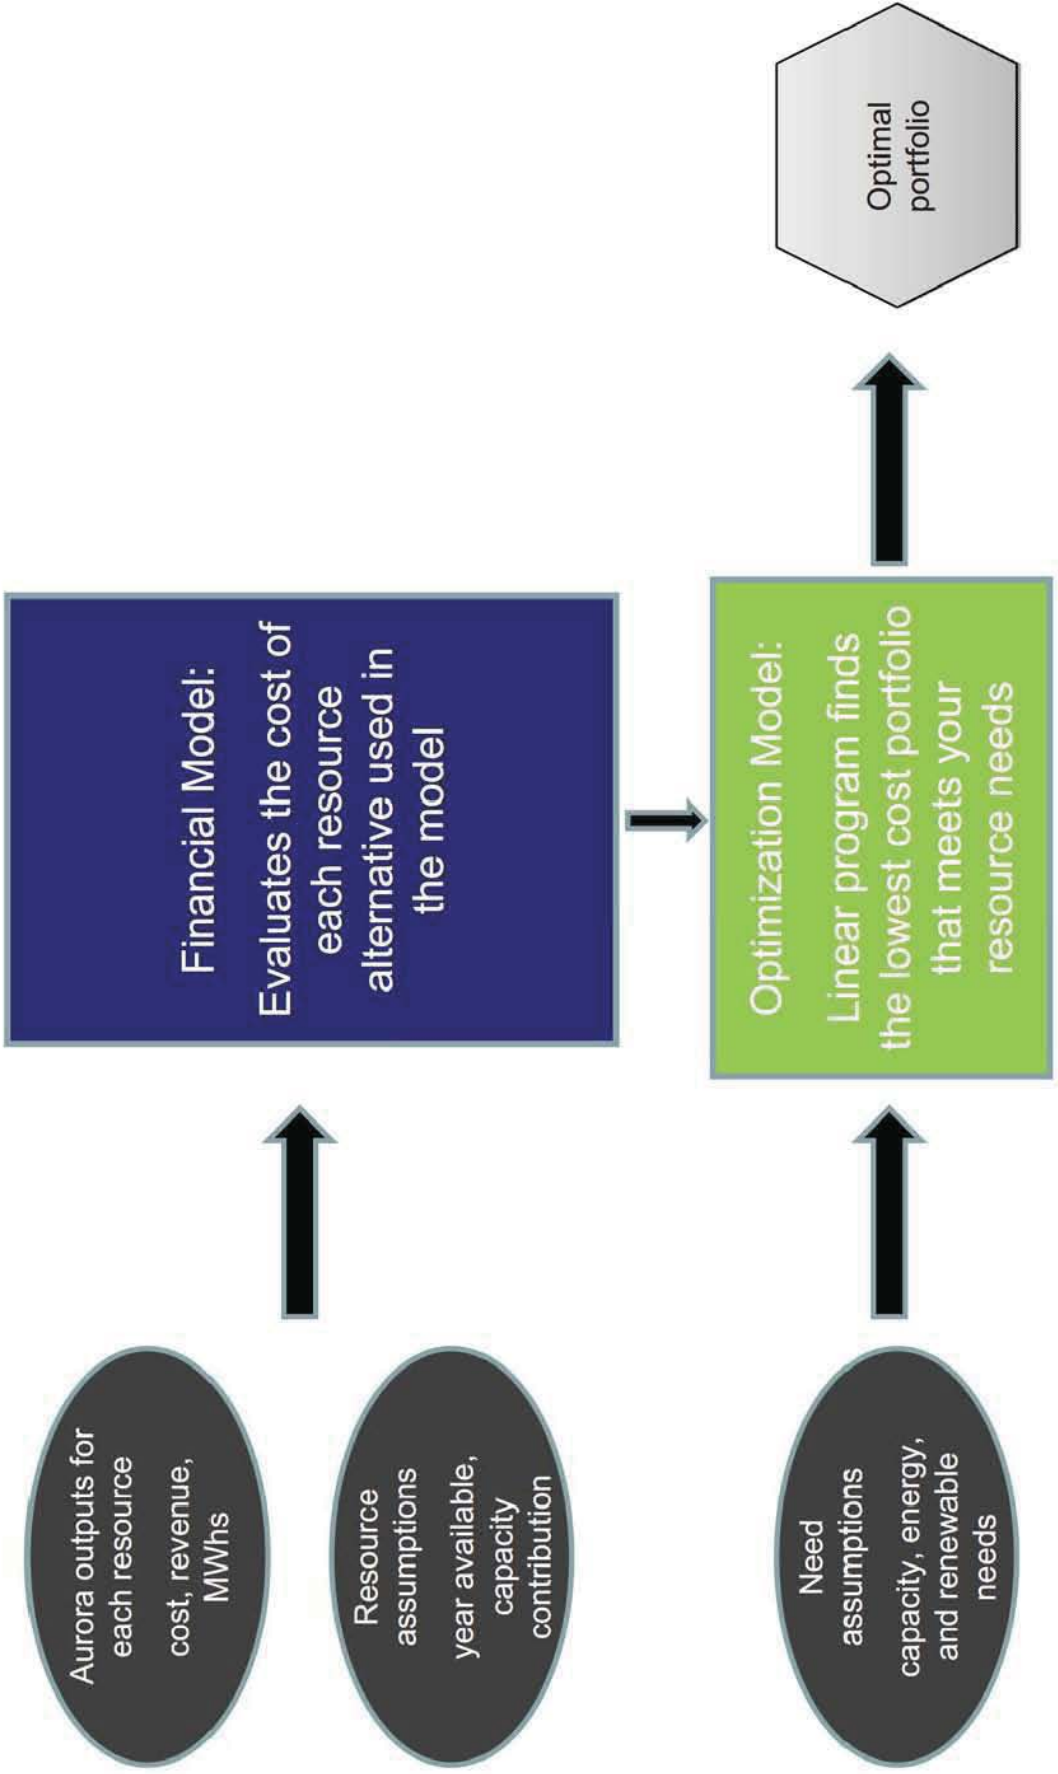 Aurora outputs for
each resource
cost, revenue,
MWhs
Resource
assumptions
year available,
capacity
contribution
Financial Model:
Evaluates the cost of
each resource
alternative used in
the model
Need
assumptions
capacity, energy,
and renewable
needs
Optimization Model:
Linear program finds
the lowest cost portfolio
that meets your
resource needs
Optimal
portfolio